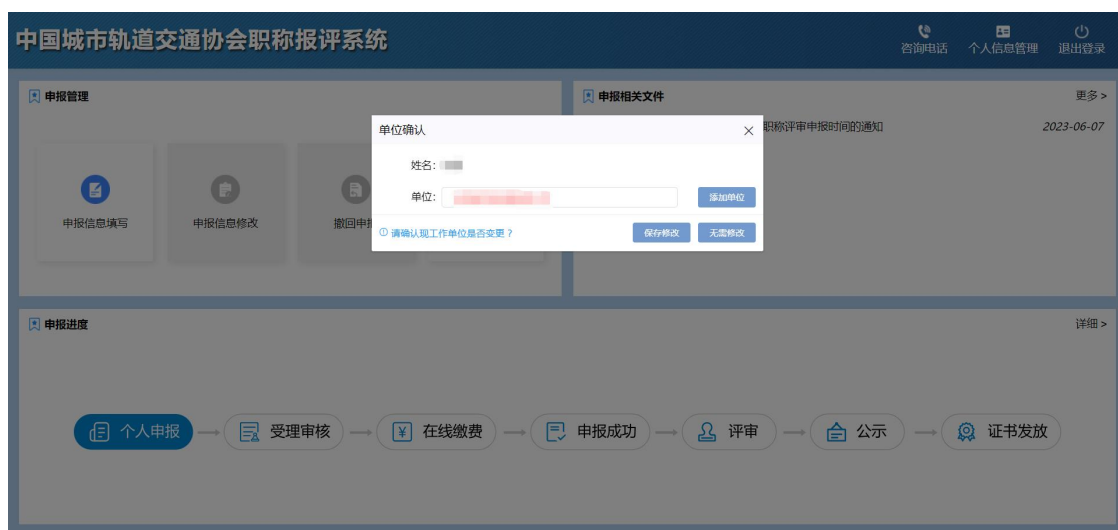 中国城市轨道交通协会职称报评系统
咨询电话
个人信息管理
退出登录
申报管理
申报相关文件
更多 >
职称评审申报时间的通知
2023-06-07
单位确认
姓名：
单位：
添加单位
请确认现工作单位是否变更？
保存修改
无需修改
申报信息填写
申报信息修改
撤回申
申报进度
详细 >
个人申报
受理审核
在线缴费
申报成功
评审
公示
证书发放